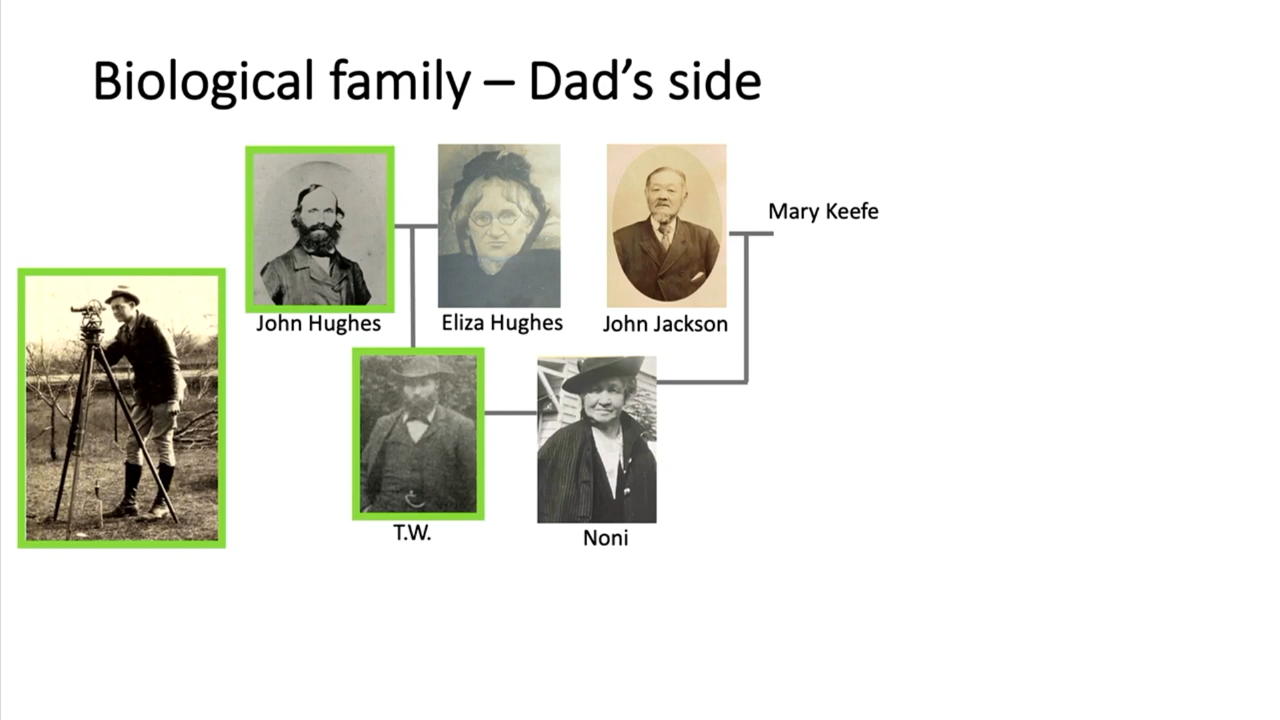 Biological family – Dad's side
Mary Keefe
John Hughes
Eliza Hughes
John Jackson
T.W.
Noni